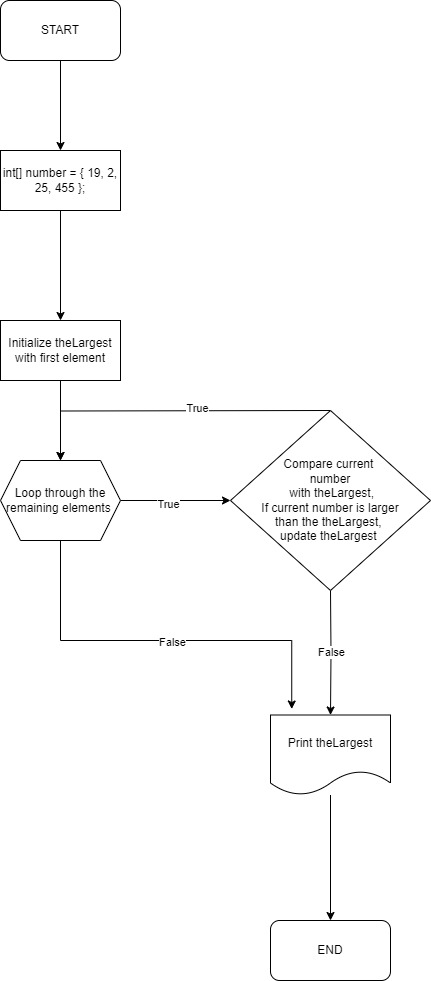 START
int[] number = { 19, 2,
25, 455 };
Initialize theLargest
with first element
True
Loop through the
remaining elements
True
Compare current
number
with theLargest,
If current number is larger
than the theLargest,
update theLargest
False
False
Print theLargest
END